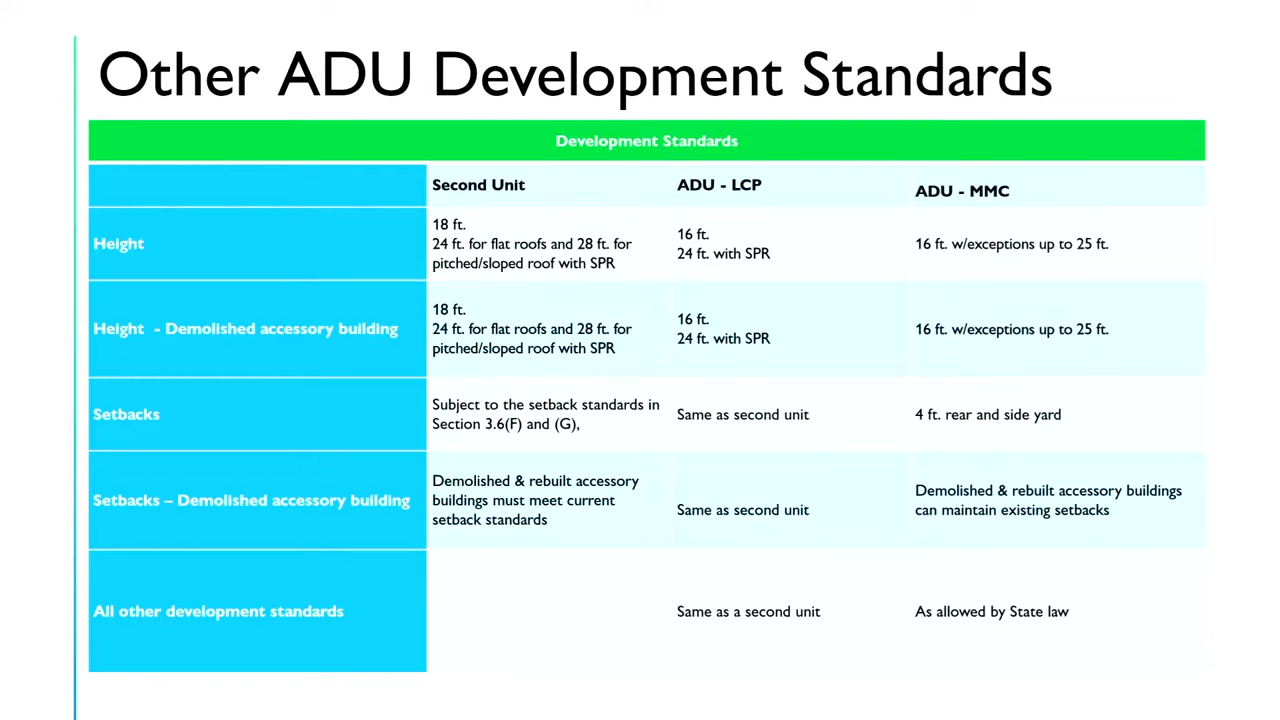 Other ADU Development Standards
Development Standards
Second Unit
ADU - LCP
ADU - MMC
Height
18 ft.
24 ft. for flat roofs and 28 ft. for
pitched/sloped roof with SPR
16 ft.
24 ft. with SPR
16 ft. w/exceptions up to 25 ft.
Height - Demolished accessory building
18 ft.
24 ft. for flat roofs and 28 ft. for
pitched/sloped roof with SPR
16 ft.
24 ft. with SPR
16 ft. w/exceptions up to 25 ft.
Setbacks
Subject to the setback standards in
Section 3.6(F) and (G),
Same as second unit
4 ft. rear and side yard
Setbacks – Demolished accessory building
Demolished & rebuilt accessory
buildings must meet current
setback standards
Same as second unit
Demolished & rebuilt accessory buildings
can maintain existing setbacks
All other development standards
Same as a second unit
As allowed by State law